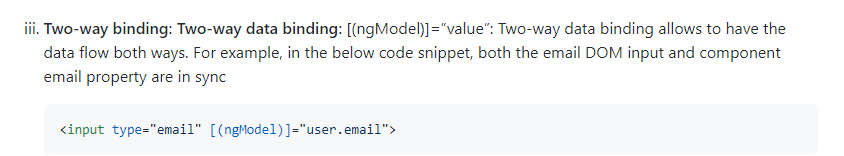 iii. Two-way binding: Two-way data binding: [(ngModel)]=”value”: Two-way data binding allows to have the
data flow both ways. For example, in the below code snippet, both the email DOM input and component
email property are in sync
<input type="email" [(ngModel)]="user.email">